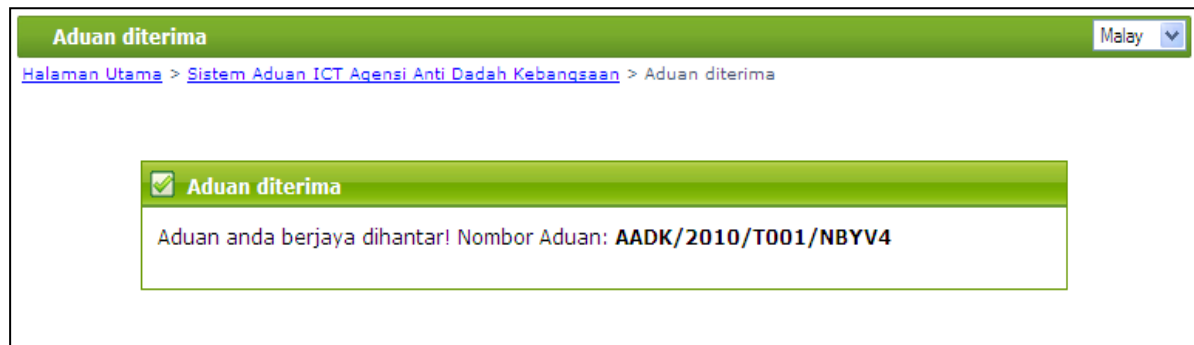 Aduan diterima
Malay
Halaman Utama > Sistem Aduan ICT Agensi Anti Dadah Kebangsaan > Aduan diterima
Aduan diterima
Aduan anda berjaya dihantar! Nombor Aduan: AADK/2010/T001/NBYV4